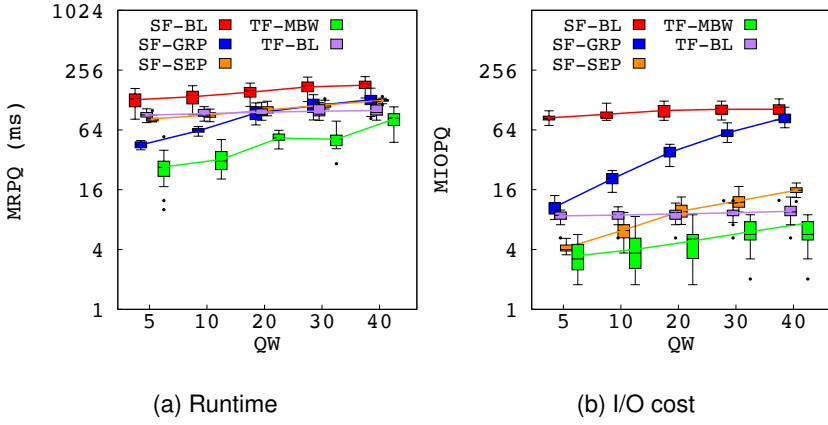 1024
256
64
16
4
1
MRPQ (ms)
SF-BL
SF-GRP
SF-SEP
TF-MBW
TF-BL
5 10 20 30 40
QW
(a) Runtime
1024
256
64
16
4
1
MIOPQ
SF-BL
SF-GRP
SF-SEP
TF-MBW
TF-BL
5 10 20 30 40
QW
(b) I/O cost